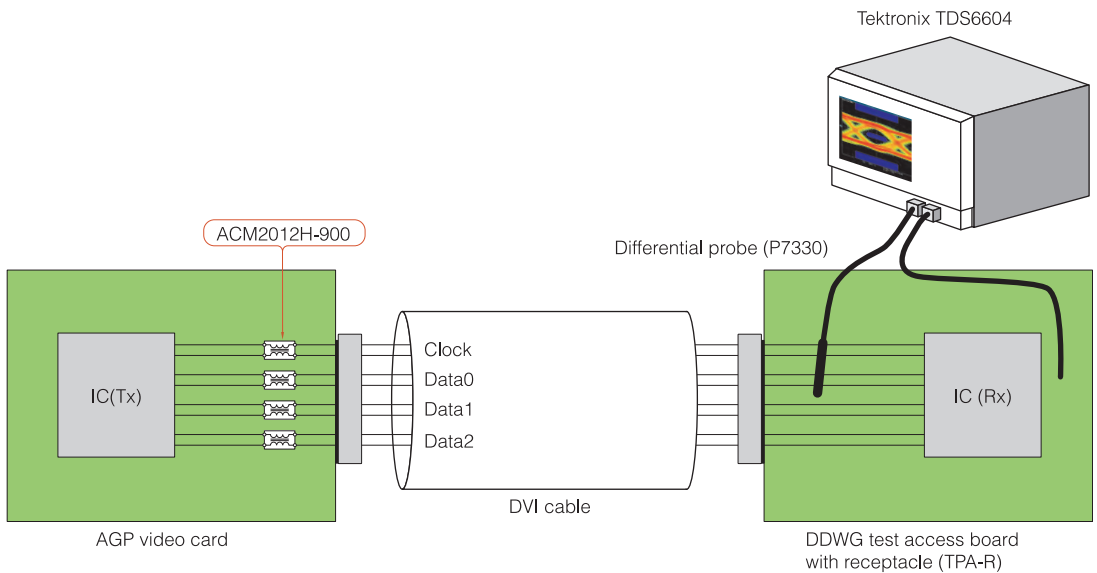 Tektronix TDS6604
ACM2012H-900
Differential probe (P7330)
Clock
Data0
Data1
Data2
IC(Tx)
IC (Rx)
DVI cable
AGP video card
DDWG test access board
with receptacle (TPA-R)